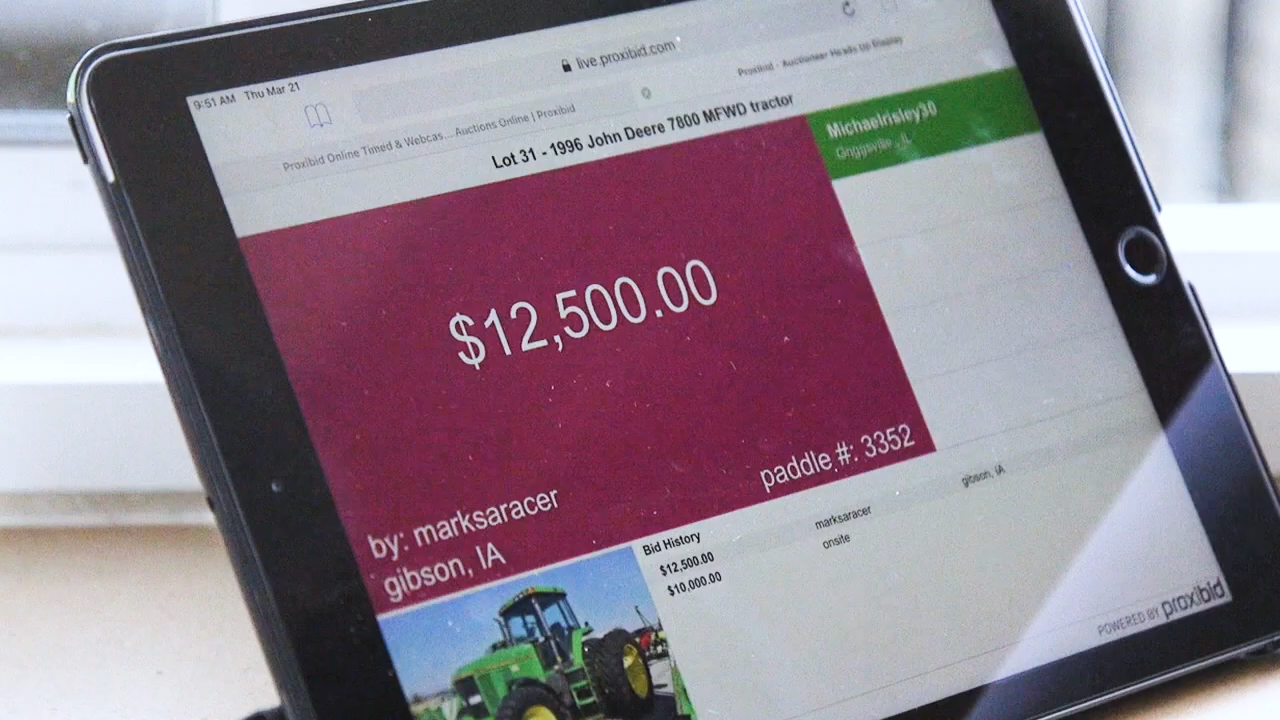 9:51 AM Thu Mar 21
live.proxibid.com
Proxibid Online Timed & Webcas... Auctions Online | Proxibid
Proxibid - Auctioneer Heads Up Display
Lot 31 - 1996 John Deere 7800 MFWD tractor
Michaelrisley30
Griggsville, IL
$12,500.00
by: marksaracer
gibson, IA
paddle #: 3352
Bid History
$12,500.00 marksaracer gibson, IA
$10,000.00 onsite
POWERED BY proxibid